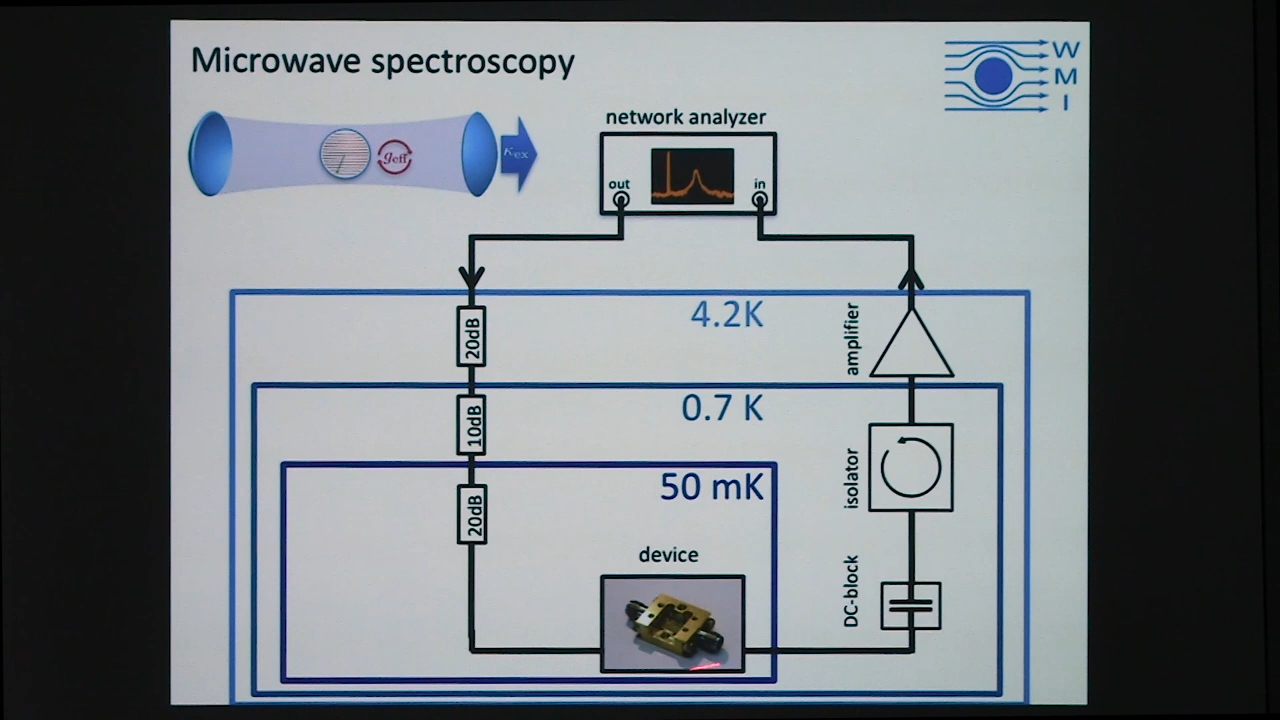 Microwave spectroscopy
W
M
I
geff
κex
network analyzer
out
in
4.2K
20dB
amplifier
0.7 K
10dB
isolator
50 mK
20dB
device
DC-block